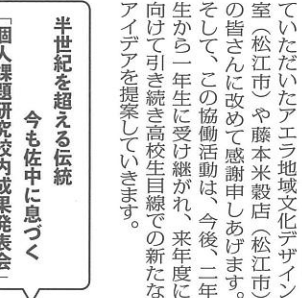 ていただいたアエラ地域文化デザイン
室（松江市）や藤本米穀店（松江市）
の皆さんに改めて感謝申しあげます。
そして、この協働活動は、今後、二年
生から一年生に受け継がれ、来年度に
向けて引き続き高校生目線での新たな
アイデアを提案していきます。
半世紀を超える伝統
今も佐中に息づく
「個人課題研究校内成果発表会」